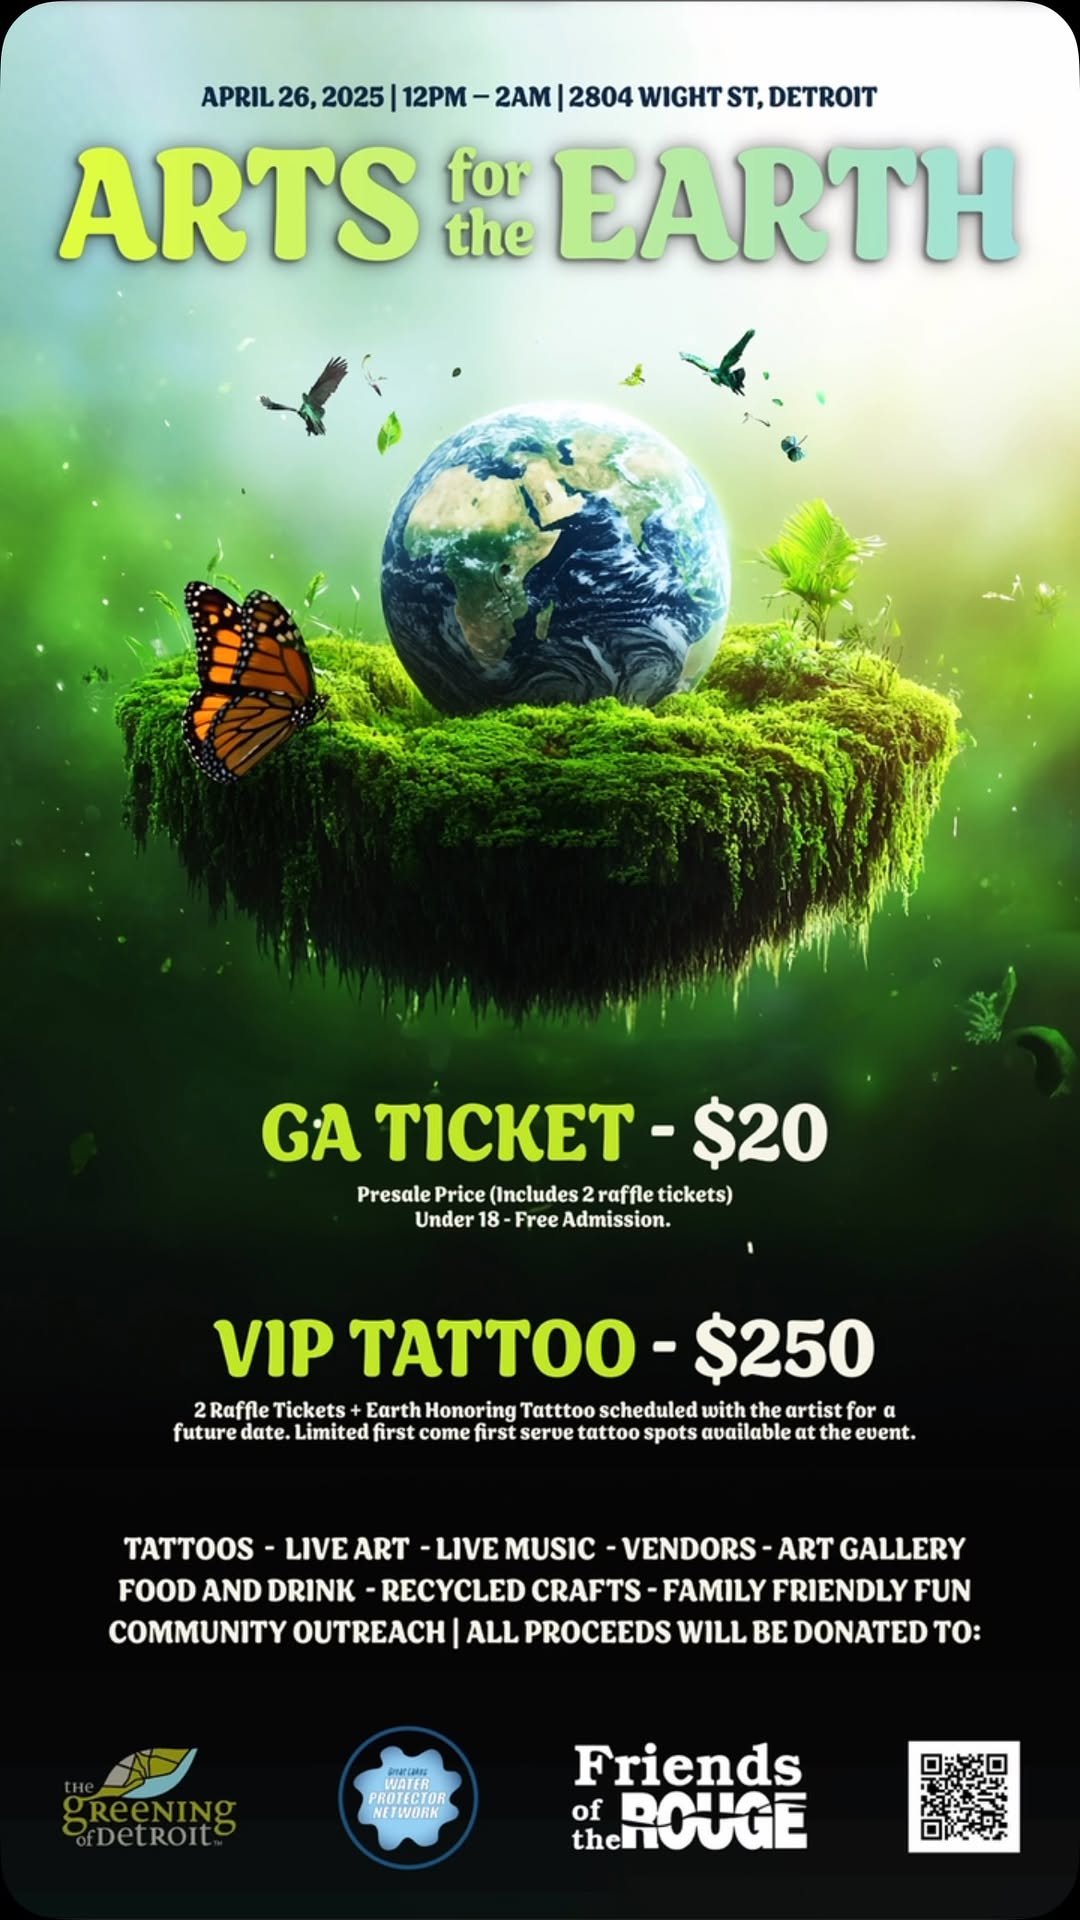 APRIL 26, 2025 | 12PM – 2AM | 2804 WIGHT ST, DETROIT
ARTS for the EARTH
GA TICKET - $20
Presale Price (Includes 2 raffle tickets)
Under 18 - Free Admission.
VIP TATTOO - $250
2 Raffle Tickets + Earth Honoring Tatttoo scheduled with the artist for a
future date. Limited first come first serve tattoo spots available at the event.
TATTOOS - LIVE ART - LIVE MUSIC - VENDORS - ART GALLERY
FOOD AND DRINK - RECYCLED CRAFTS - FAMILY FRIENDLY FUN
COMMUNITY OUTREACH | ALL PROCEEDS WILL BE DONATED TO:
THE
GREENING
OF DETROIT™
Great Lakes
WATER
PROTECTOR
NETWORK
Friends
of
the ROUGE